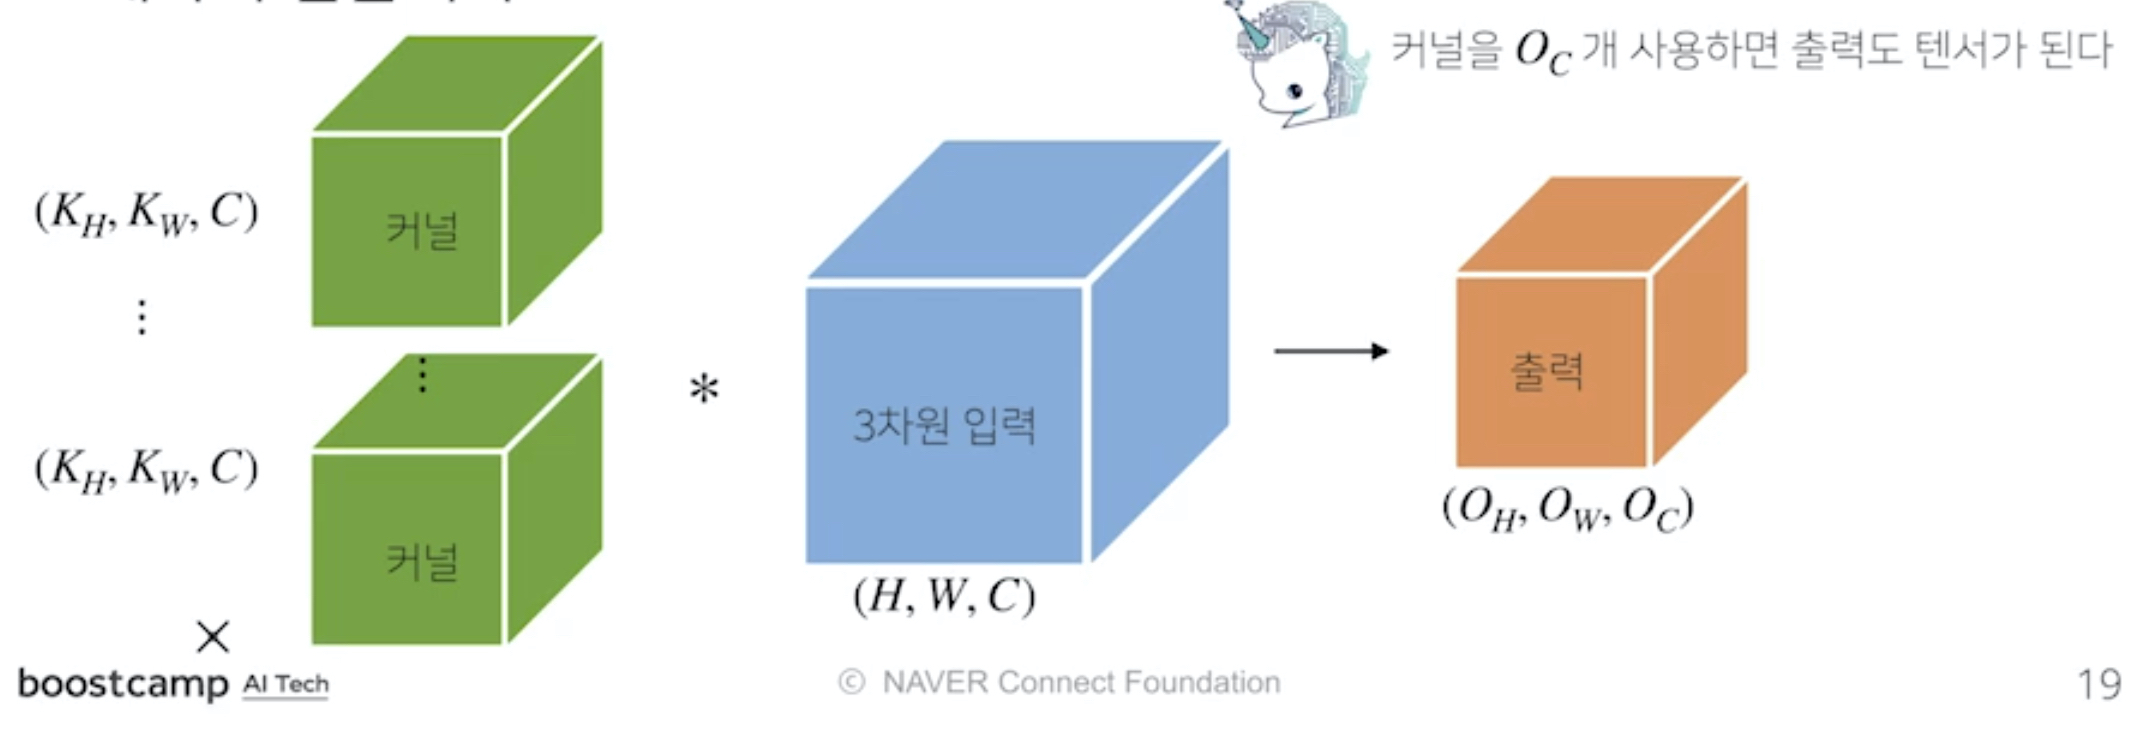 커널을 O_C 개 사용하면 출력도 텐서가 된다
(K_H, K_W, C)
커널
⋮
⋮
(K_H, K_W, C)
커널
*
3차원 입력
(H, W, C)
출력
(O_H, O_W, O_C)
boostcamp AI Tech
© NAVER Connect Foundation
19